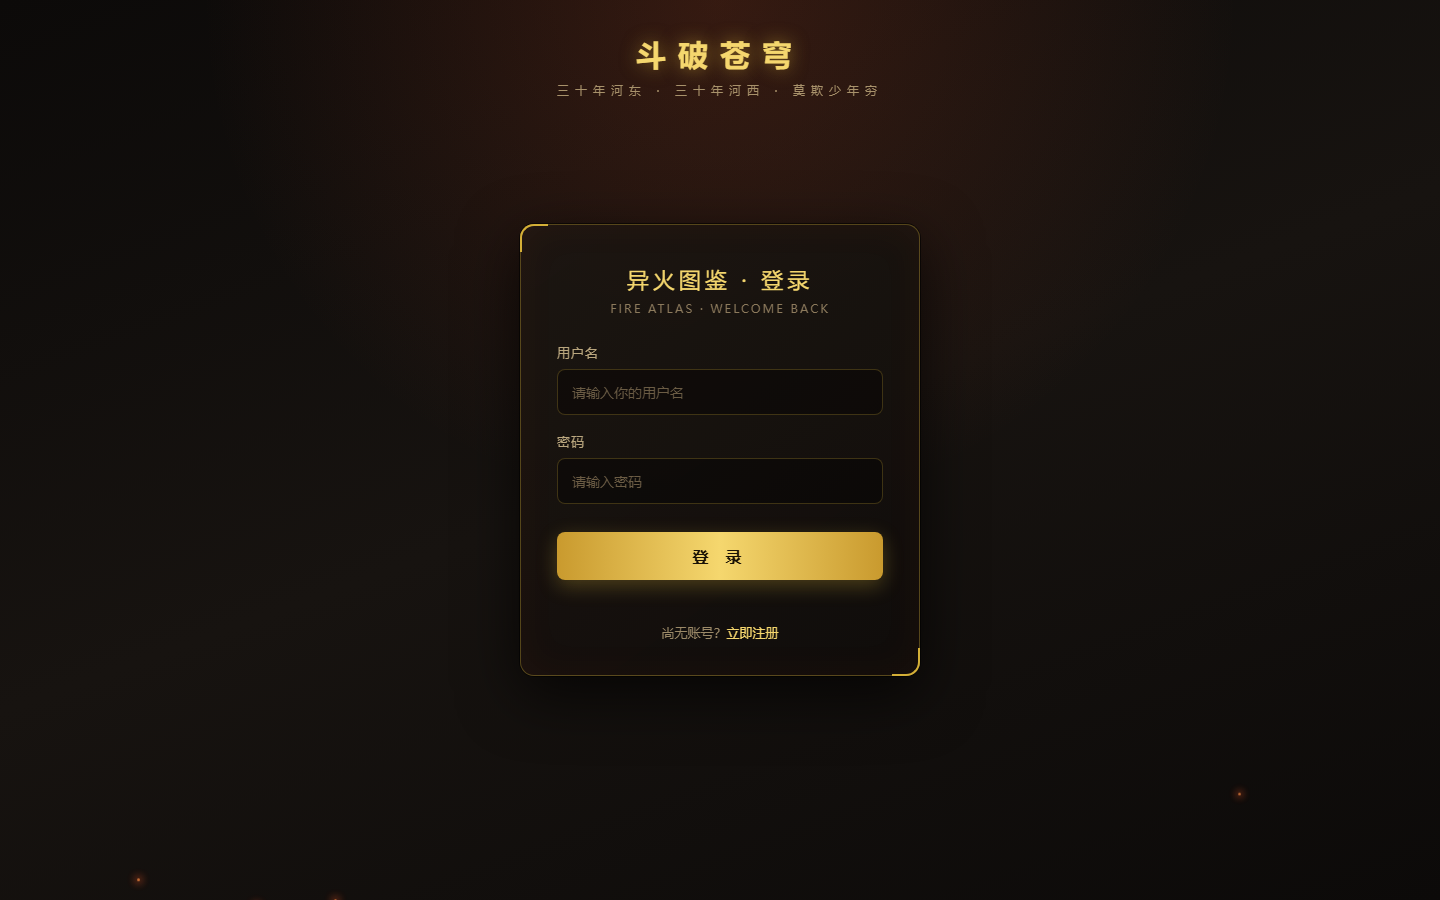 斗破苍穹
三十年河东 · 三十年河西 · 莫欺少年穷
异火图鉴 · 登录
FIRE ATLAS · WELCOME BACK
用户名
请输入你的用户名
密码
请输入密码
登 录
尚无账号？立即注册